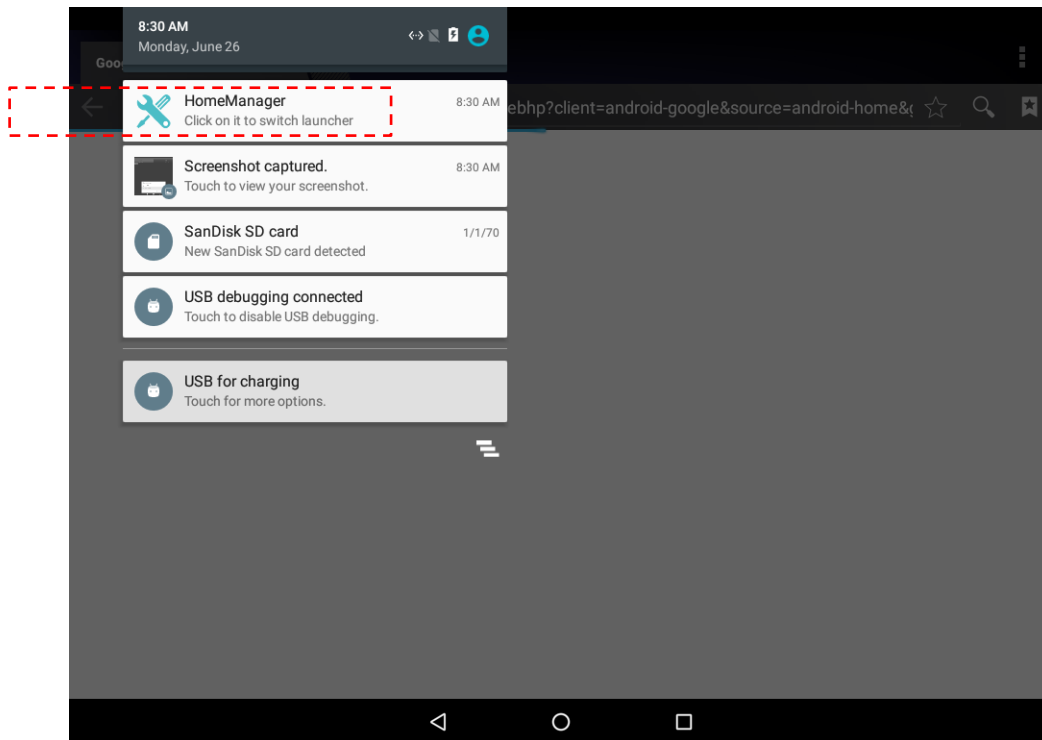 8:30 AM
Monday, June 26
Goo
HomeManager
8:30 AM
Click on it to switch launcher
ebhp?client=android-google&source=android-home&g
Screenshot captured.
8:30 AM
Touch to view your screenshot.
SanDisk SD card
1/1/70
New SanDisk SD card detected
USB debugging connected
Touch to disable USB debugging.
USB for charging
Touch for more options.